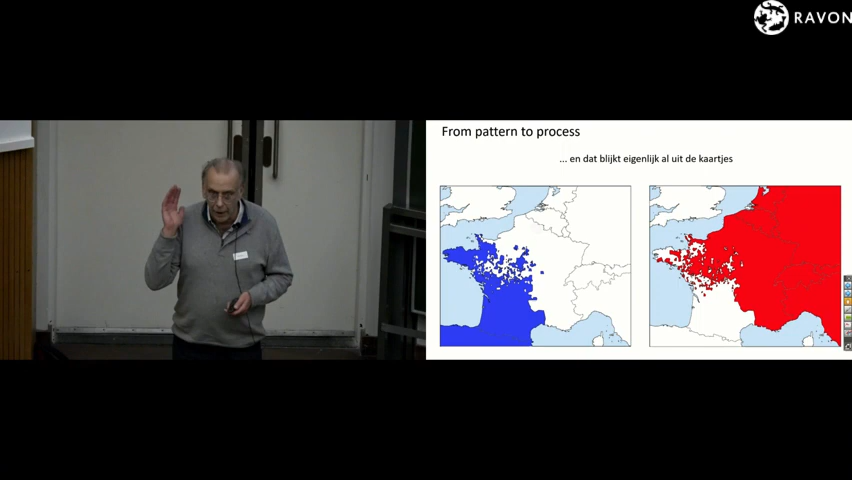 RAVON
From pattern to process
... en dat blijkt eigenlijk al uit de kaartjes